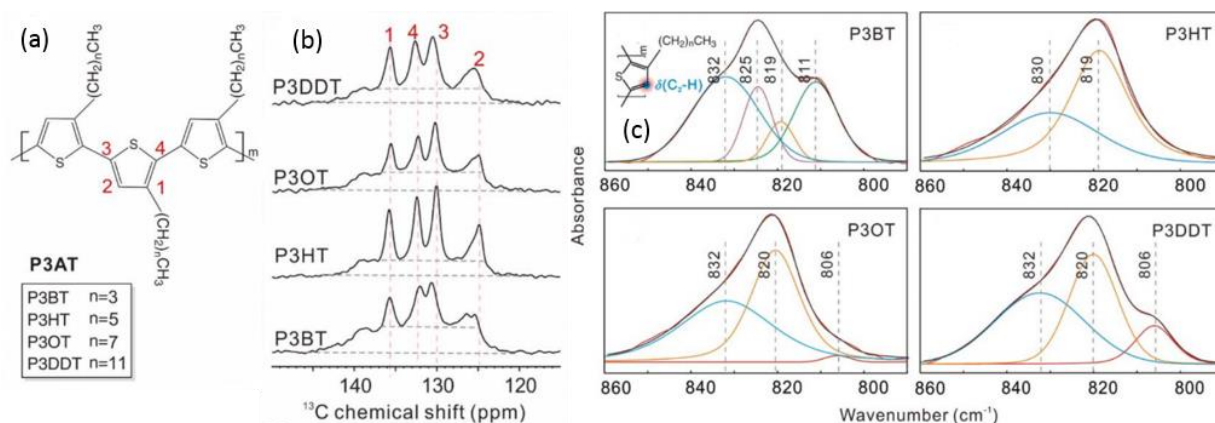 (a)
(CH₂)ₙCH₃
(CH₂)ₙCH₃
S
S
S
3
4
2
1
m
(CH₂)ₙCH₃
P3AT
P3BT n=3
P3HT n=5
P3OT n=7
P3DDT n=11
(b)
1 4 3 2
P3DDT
P3OT
P3HT
P3BT
140 130 120
¹³C chemical shift (ppm)
(c)
Absorbance
P3BT
m
(CH₂)ₙCH₃
S
δ(C₂-H)
832 825 819 811
860 840 820 800
P3HT
830 819
860 840 820 800
P3OT
832 820 806
860 840 820 800
P3DDT
832 820 806
860 840 820 800
Wavenumber (cm⁻¹)